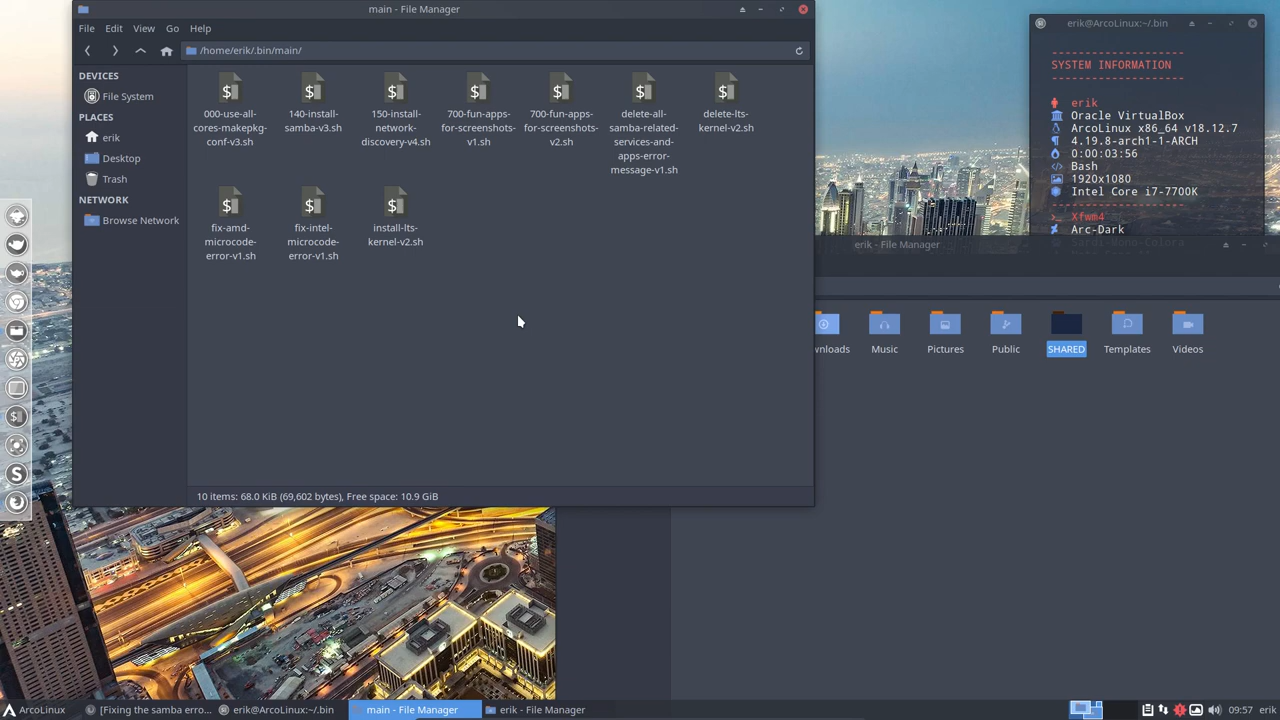 main - File Manager
File Edit View Go Help
/home/erik/.bin/main/
DEVICES
File System
PLACES
erik
Desktop
Trash
NETWORK
Browse Network
000-use-all-
cores-makepkg-
conf-v3.sh
140-install-
samba-v3.sh
150-install-
network-
discovery-v4.sh
700-fun-apps-
for-screenshots-
v1.sh
700-fun-apps-
for-screenshots-
v2.sh
delete-all-
samba-related-
services-and-
apps-error-
message-v1.sh
delete-lts-
kernel-v2.sh
fix-amd-
microcode-
error-v1.sh
fix-intel-
microcode-
error-v1.sh
install-lts-
kernel-v2.sh
10 items: 68.0 KiB (69,602 bytes), Free space: 10.9 GiB
erik@ArcoLinux:~/.bin
SYSTEM INFORMATION
erik
Oracle VirtualBox
ArcoLinux x86_64 v18.12.7
4.19.8-arch1-1-ARCH
0:00:03:56
Bash
1920x1080
Intel Core i7-7700K
Xfwm4
Arc-Dark
erik - File Manager
wnloads
Music
Pictures
Public
SHARED
Templates
Videos
ArcoLinux
[Fixing the samba erro...
erik@ArcoLinux:~/.bin
main - File Manager
erik - File Manager
09:57 erik